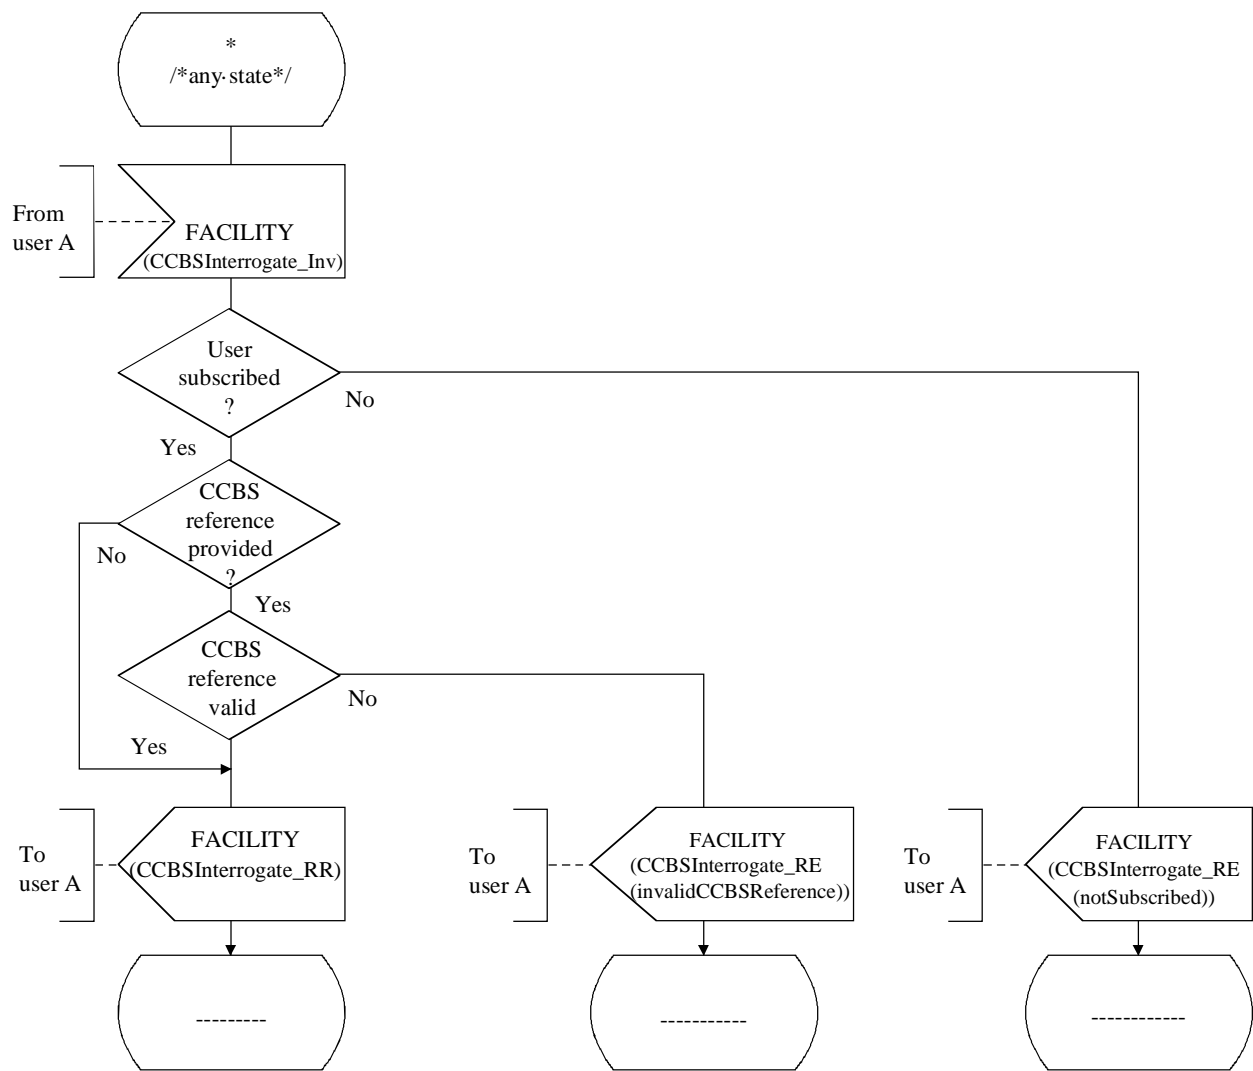 *
/*any state*/
From
user A
FACILITY
(CCBSInterrogate_Inv)
User
subscribed
?
No
Yes
CCBS
reference
provided
?
No
Yes
CCBS
reference
valid
No
Yes
To
user A
FACILITY
(CCBSInterrogate_RR)
To
user A
FACILITY
(CCBSInterrogate_RE
(invalidCCBSReference))
To
user A
FACILITY
(CCBSInterrogate_RE
(notSubscribed))
---------
-----------
------------